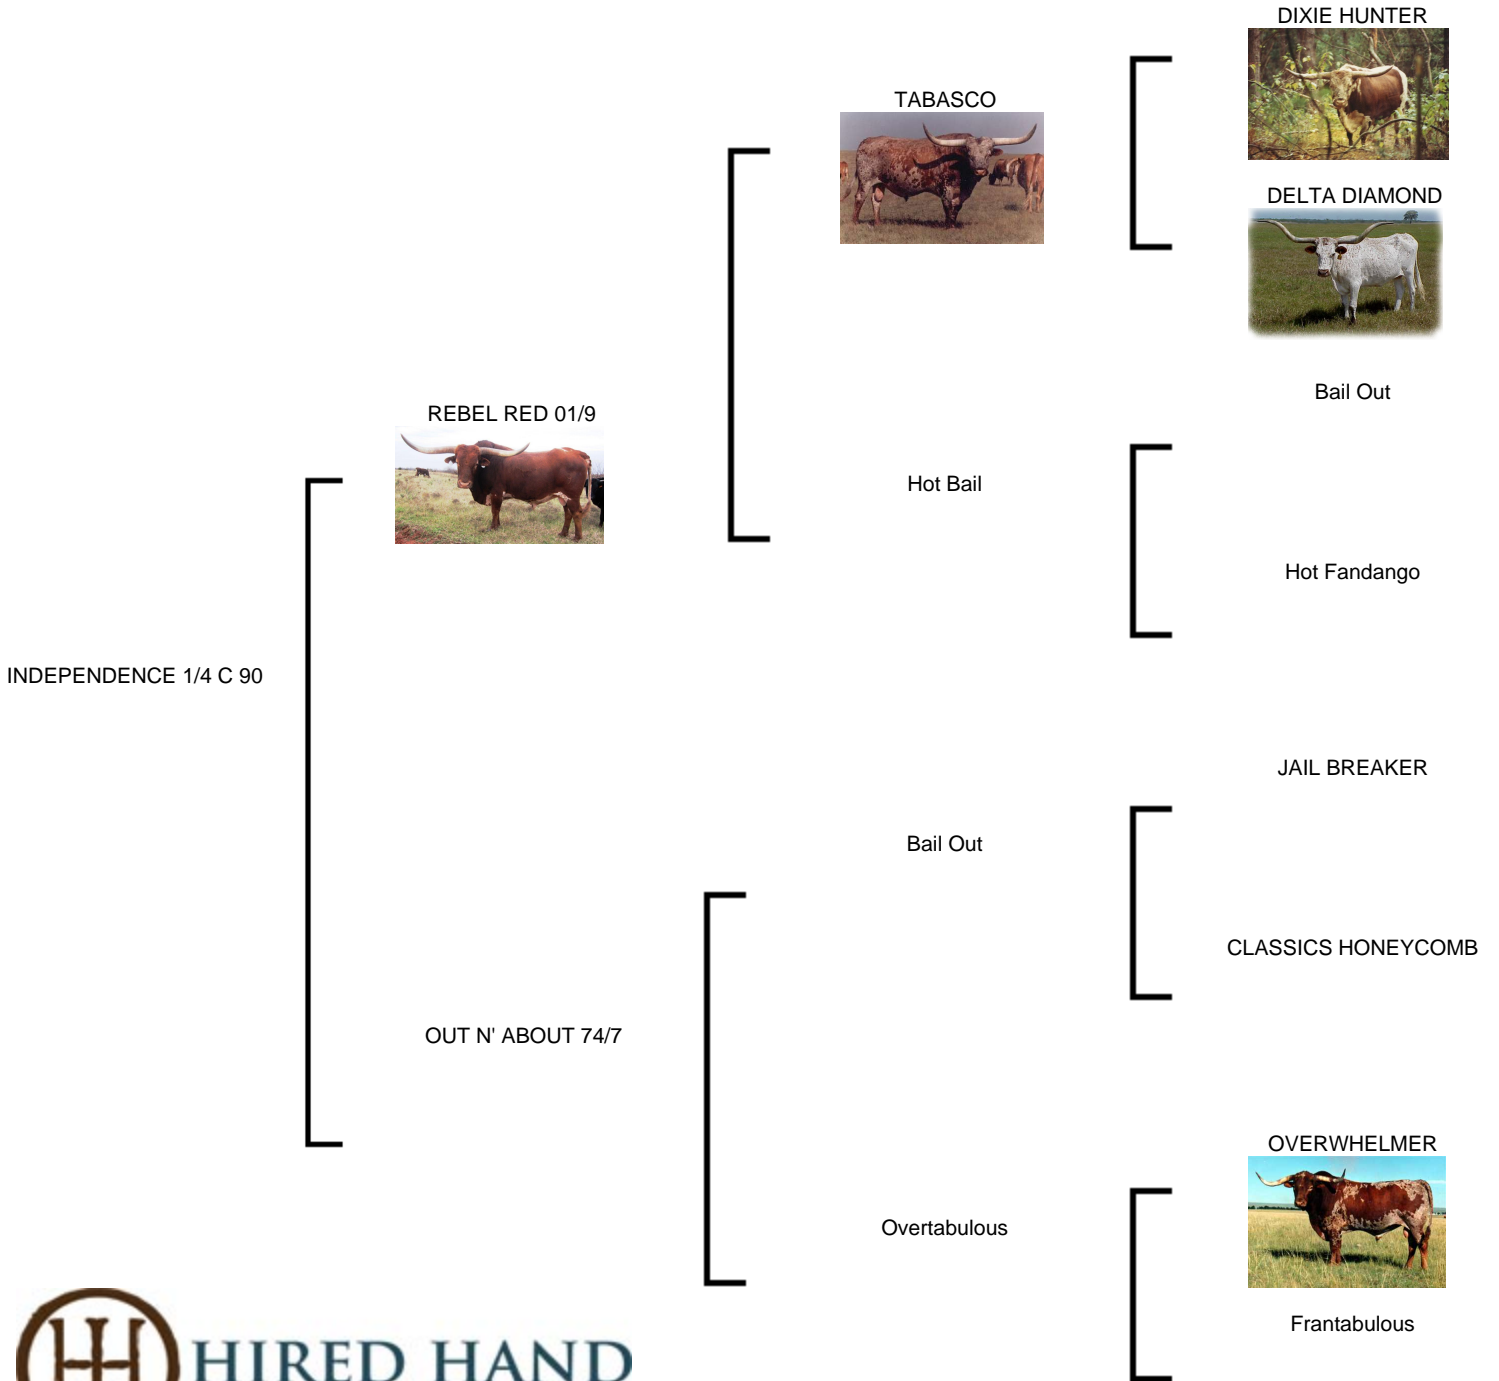 DIXIE HUNTER
TABASCO
DELTA DIAMOND
Bail Out
REBEL RED 01/9
Hot Bail
Hot Fandango
INDEPENDENCE 1/4 C 90
JAIL BREAKER
Bail Out
CLASSICS HONEYCOMB
OUT N' ABOUT 74/7
OVERWHELMER
Overtabulous
Frantabulous
HIRED HAND